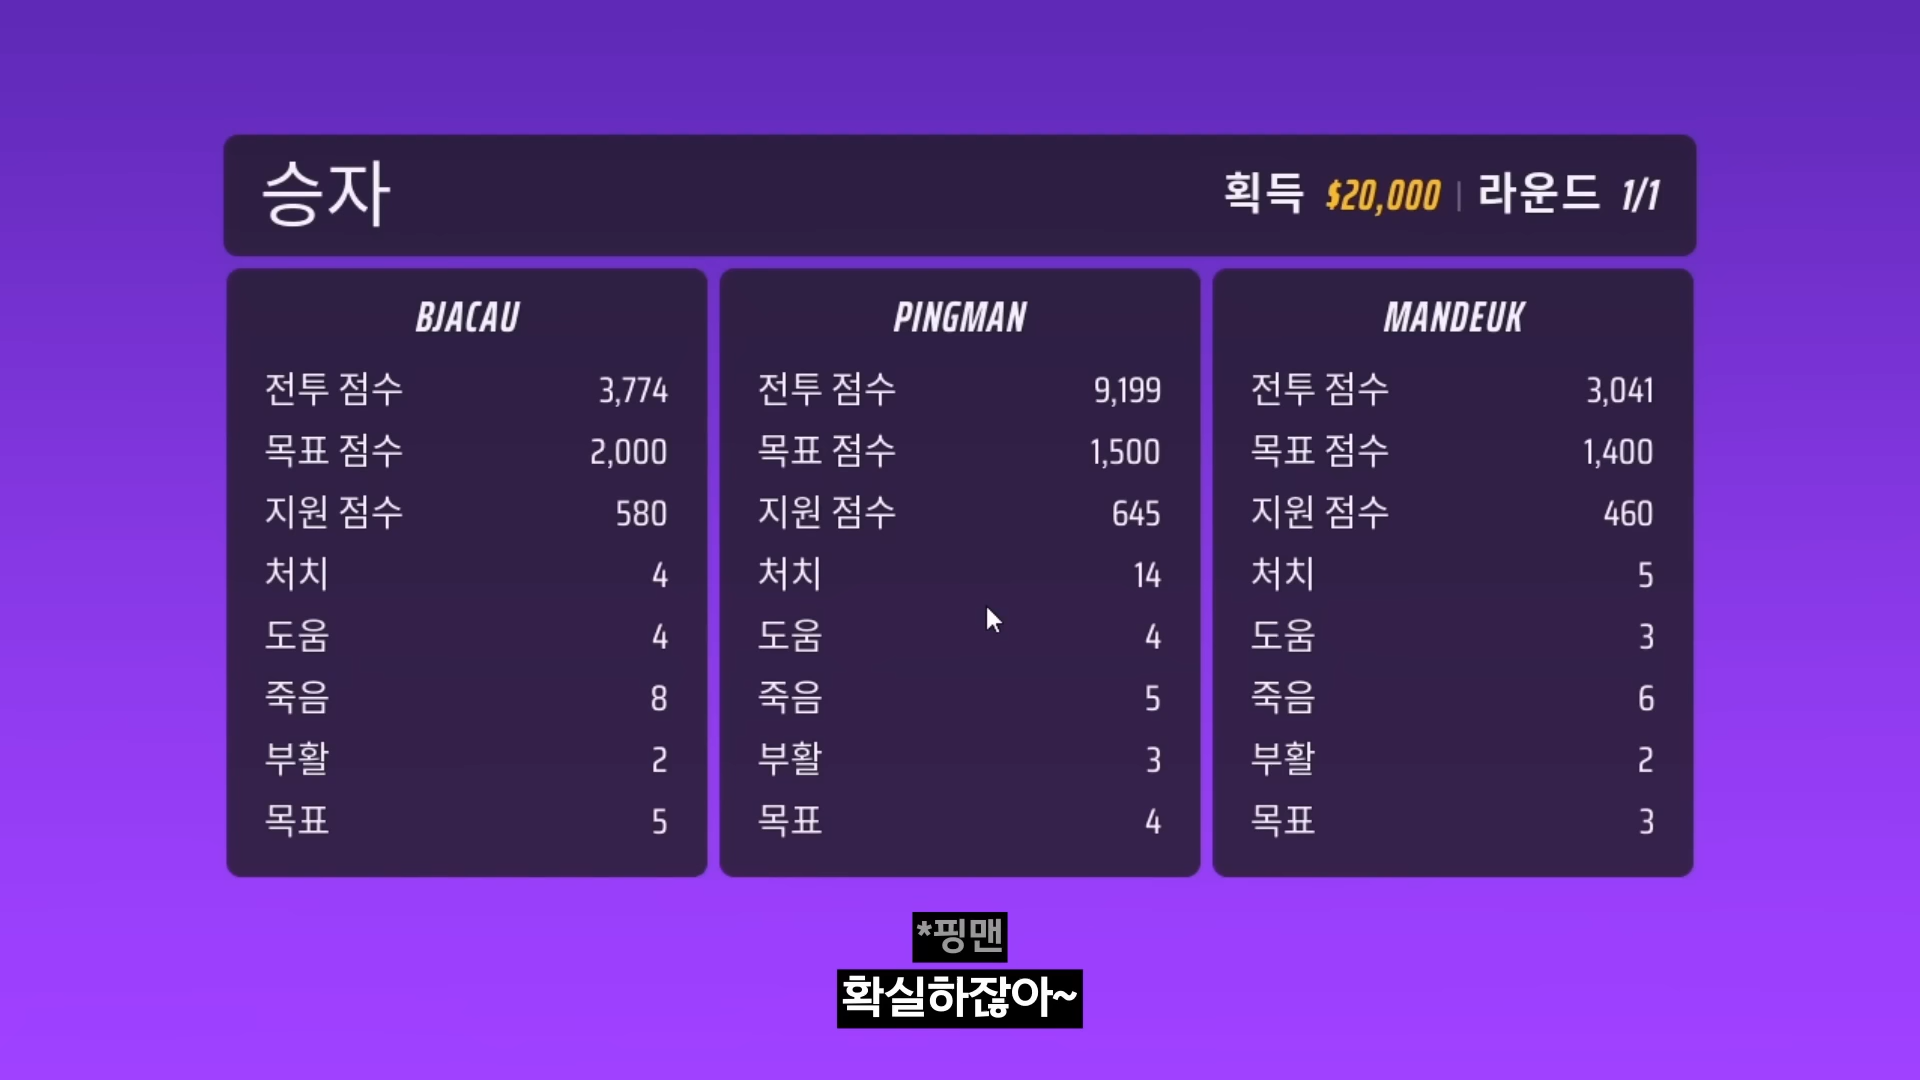 승자
획득 $20,000 | 라운드 1/1
BJACAU
전투 점수 3,774
목표 점수 2,000
지원 점수 580
처치 4
도움 4
죽음 8
부활 2
목표 5
PINGMAN
전투 점수 9,199
목표 점수 1,500
지원 점수 645
처치 14
도움 4
죽음 5
부활 3
목표 4
MANDEUK
전투 점수 3,041
목표 점수 1,400
지원 점수 460
처치 5
도움 3
죽음 6
부활 2
목표 3
*핑맨
확실하잖아~